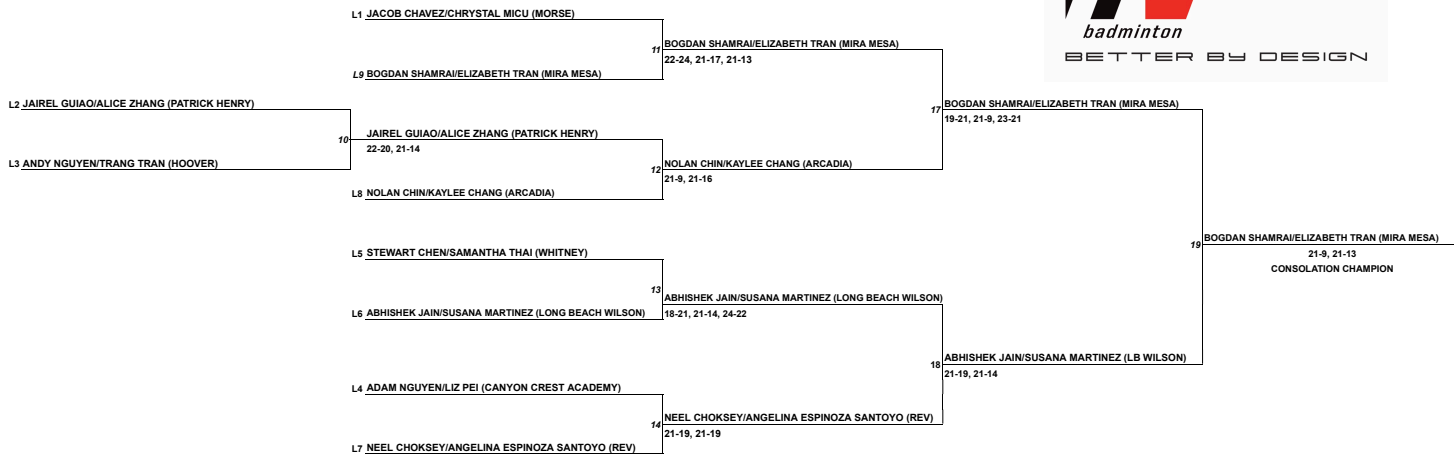 L1 JACOB CHAVEZ/CHRYSTAL MICU (MORSE)
badminton
BETTER BY DESIGN
11 BOGDAN SHAMRAI/ELIZABETH TRAN (MIRA MESA)
22-24, 21-17, 21-13
L9 BOGDAN SHAMRAI/ELIZABETH TRAN (MIRA MESA)
L2 JAIREL GUIAO/ALICE ZHANG (PATRICK HENRY)
17 BOGDAN SHAMRAI/ELIZABETH TRAN (MIRA MESA)
19-21, 21-9, 23-21
10 JAIREL GUIAO/ALICE ZHANG (PATRICK HENRY)
22-20, 21-14
L3 ANDY NGUYEN/TRANG TRAN (HOOVER)
12 NOLAN CHIN/KAYLEE CHANG (ARCADIA)
21-9, 21-16
L8 NOLAN CHIN/KAYLEE CHANG (ARCADIA)
19 BOGDAN SHAMRAI/ELIZABETH TRAN (MIRA MESA)
21-9, 21-13
CONSOLATION CHAMPION
L5 STEWART CHEN/SAMANTHA THAI (WHITNEY)
13 ABHISHEK JAIN/SUSANA MARTINEZ (LONG BEACH WILSON)
18-21, 21-14, 24-22
L6 ABHISHEK JAIN/SUSANA MARTINEZ (LONG BEACH WILSON)
18 ABHISHEK JAIN/SUSANA MARTINEZ (LB WILSON)
21-19, 21-14
L4 ADAM NGUYEN/LIZ PEI (CANYON CREST ACADEMY)
14 NEEL CHOKSEY/ANGELINA ESPINOZA SANTOYO (REV)
21-19, 21-19
L7 NEEL CHOKSEY/ANGELINA ESPINOZA SANTOYO (REV)